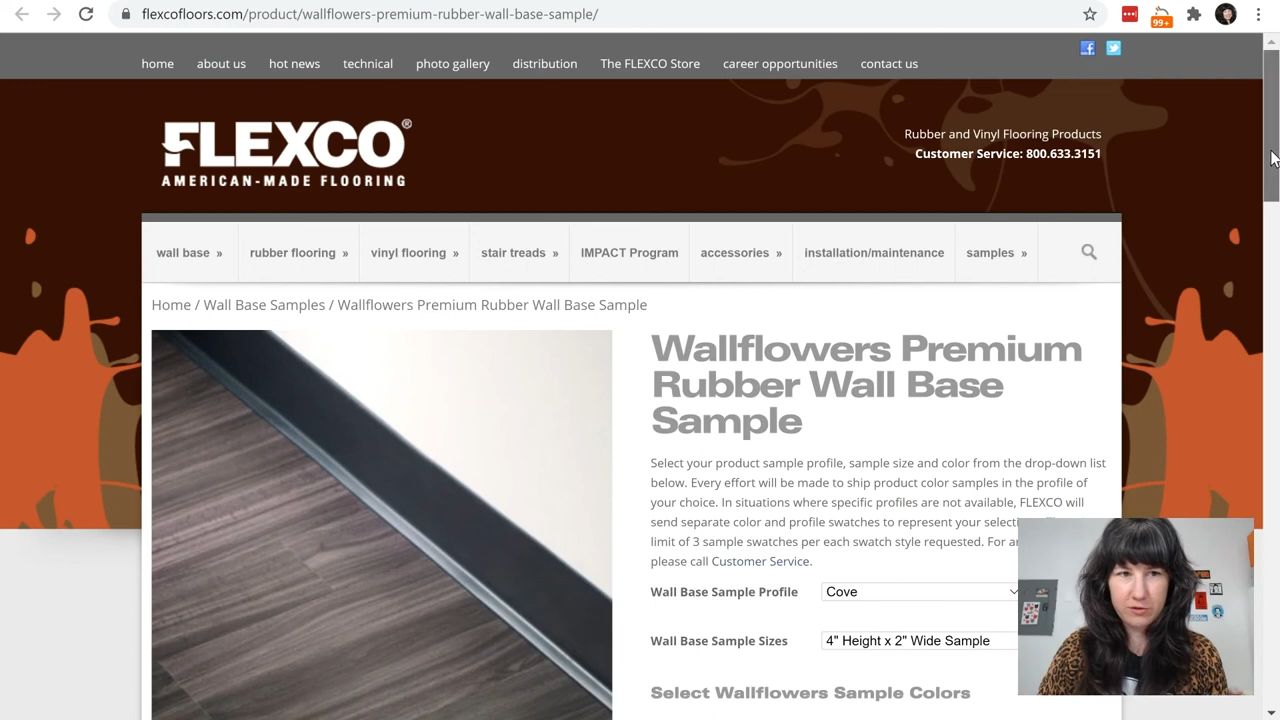 flexcofloors.com/product/wallflowers-premium-rubber-wall-base-sample/
99+
home about us hot news technical photo gallery distribution The FLEXCO Store career opportunities contact us
FLEXCO®
AMERICAN-MADE FLOORING
Rubber and Vinyl Flooring Products
Customer Service: 800.633.3151
wall base » rubber flooring » vinyl flooring » stair treads » IMPACT Program accessories » installation/maintenance samples »
Home / Wall Base Samples / Wallflowers Premium Rubber Wall Base Sample
Wallflowers Premium
Rubber Wall Base
Sample
Select your product sample profile, sample size and color from the drop-down list
below. Every effort will be made to ship product color samples in the profile of
your choice. In situations where specific profiles are not available, FLEXCO will
send separate color and profile swatches to represent your
limit of 3 sample swatches per each swatch style requested. For
please call Customer Service.
Wall Base Sample Profile Cove
Wall Base Sample Sizes 4" Height x 2" Wide Sample
Select Wallflowers Sample Colors